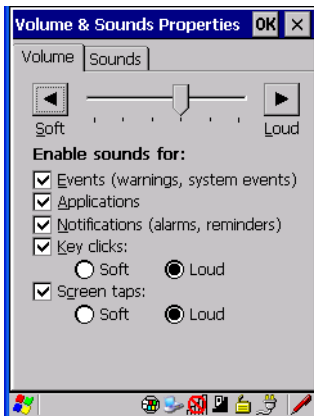 Volume & Sounds Properties OK ×
Volume Sounds
Soft Loud
Enable sounds for:
Events (warnings, system events)
Applications
Notifications (alarms, reminders)
Key clicks:
Soft Loud
Screen taps:
Soft Loud